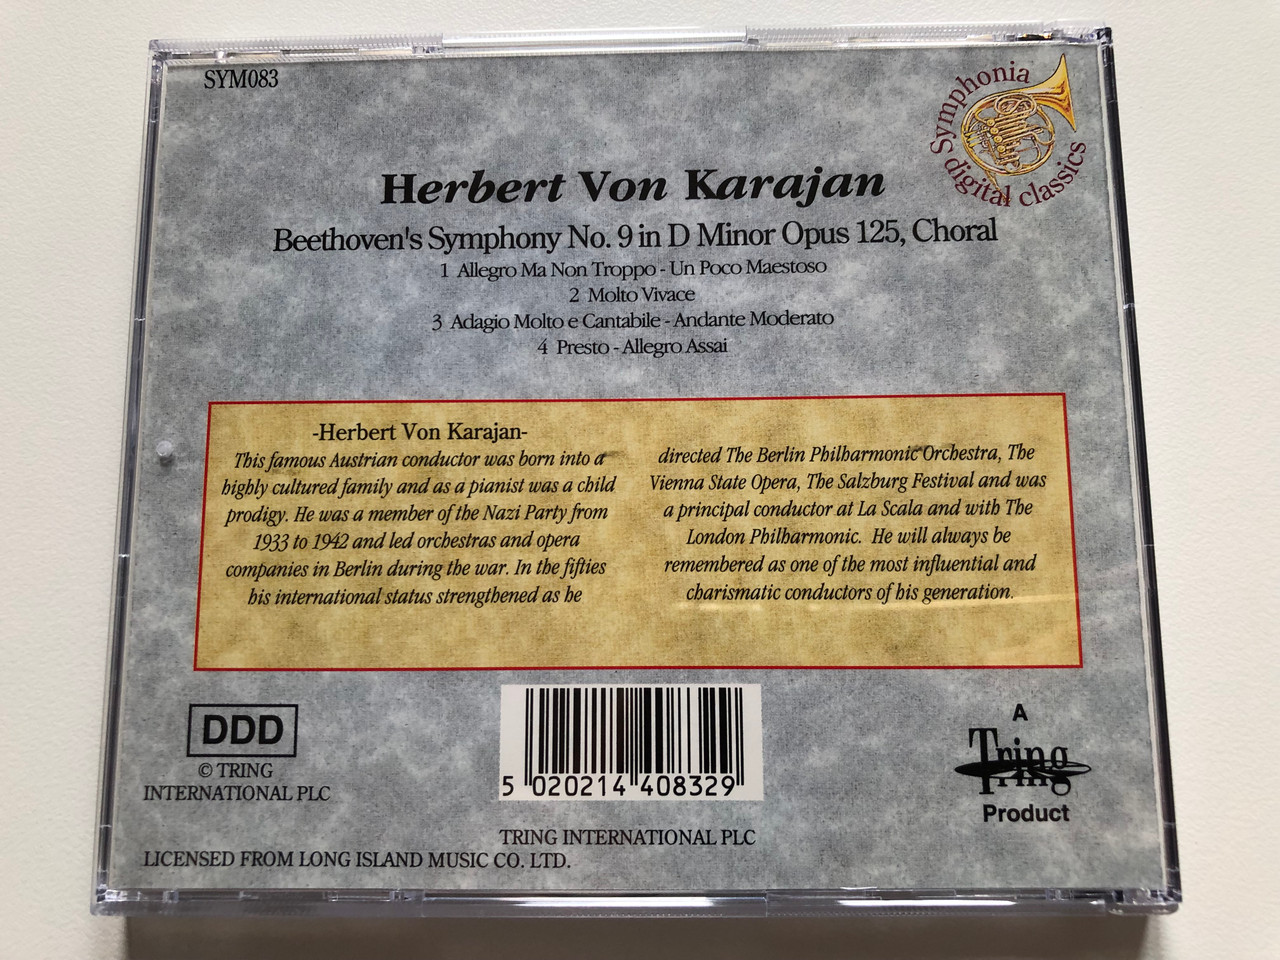 SYM083
Symphonia
digital classics
Herbert Von Karajan
Beethoven's Symphony No. 9 in D Minor Opus 125, Choral
1 Allegro Ma Non Troppo - Un Poco Maestoso
2 Molto Vivace
3 Adagio Molto e Cantabile - Andante Moderato
4 Presto - Allegro Assai
-Herbert Von Karajan-
This famous Austrian conductor was born into a
highly cultured family and as a pianist was a child
prodigy. He was a member of the Nazi Party from
1933 to 1942 and led orchestras and opera
companies in Berlin during the war. In the fifties
his international status strengthened as he
directed The Berlin Philharmonic Orchestra, The
Vienna State Opera, The Salzburg Festival and was
a principal conductor at La Scala and with The
London Philharmonic. He will always be
remembered as one of the most influential and
charismatic conductors of his generation.
DDD
© TRING
INTERNATIONAL PLC
5 020214 408329
A
Tring
Product
TRING INTERNATIONAL PLC
LICENSED FROM LONG ISLAND MUSIC CO. LTD.